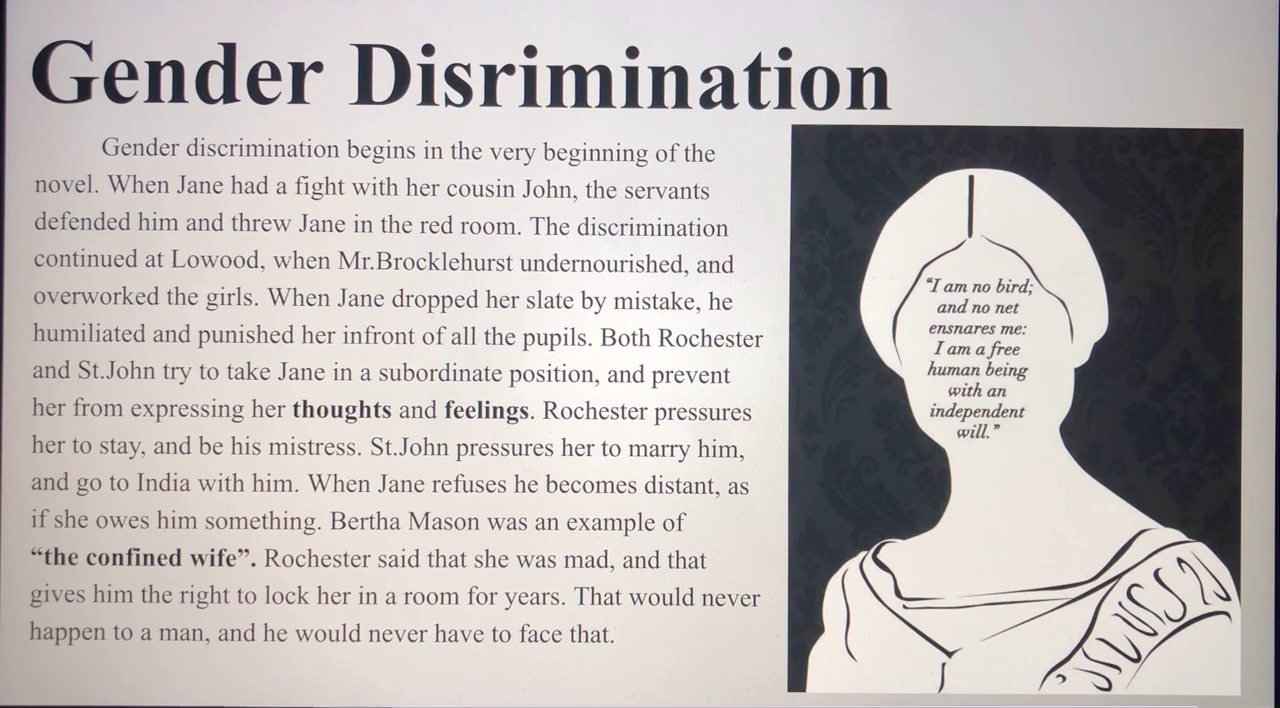 Gender Disrimination
Gender discrimination begins in the very beginning of the
novel. When Jane had a fight with her cousin John, the servants
defended him and threw Jane in the red room. The discrimination
continued at Lowood, when Mr.Brocklehurst undernourished, and
overworked the girls. When Jane dropped her slate by mistake, he
humiliated and punished her infront of all the pupils. Both Rochester
and St.John try to take Jane in a subordinate position, and prevent
her from expressing her thoughts and feelings. Rochester pressures
her to stay, and be his mistress. St.John pressures her to marry him,
and go to India with him. When Jane refuses he becomes distant, as
if she owes him something. Bertha Mason was an example of
“the confined wife”. Rochester said that she was mad, and that
gives him the right to lock her in a room for years. That would never
happen to a man, and he would never have to face that.
“I am no bird;
and no net
ensnares me:
I am a free
human being
with an
independent
will.”